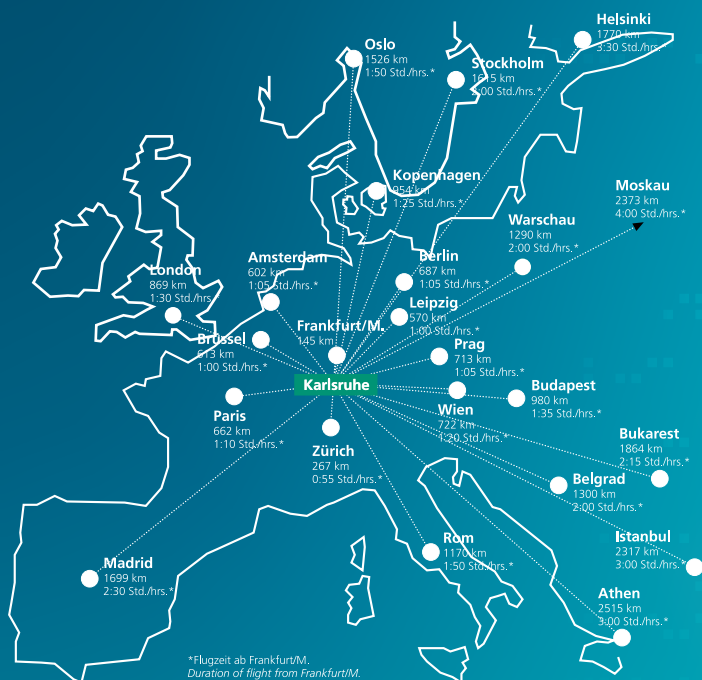 Helsinki
1770 km
3:30 Std./hrs.*
Oslo
1526 km
1:50 Std./hrs.*
Stockholm
1615 km
2:00 Std./hrs.*
Kopenhagen
954 km
1:25 Std./hrs.*
Moskau
2373 km
4:00 Std./hrs.*
Warschau
1290 km
2:00 Std./hrs.*
Amsterdam
602 km
1:05 Std./hrs.*
Berlin
687 km
1:05 Std./hrs.*
London
869 km
1:30 Std./hrs.*
Leipzig
570 km
1:00 Std./hrs.*
Frankfurt/M.
145 km
Brüssel
613 km
1:00 Std./hrs.*
Prag
713 km
1:05 Std./hrs.*
Karlsruhe
Budapest
980 km
1:35 Std./hrs.*
Wien
722 km
1:20 Std./hrs.*
Paris
662 km
1:10 Std./hrs.*
Zürich
267 km
0:55 Std./hrs.*
Bukarest
1864 km
2:15 Std./hrs.*
Belgrad
1300 km
2:00 Std./hrs.*
Istanbul
2317 km
3:00 Std./hrs.*
Rom
1170 km
1:50 Std./hrs.*
Madrid
1699 km
2:30 Std./hrs.*
Athen
2515 km
3:00 Std./hrs.*
*Flugzeit ab Frankfurt/M.
Duration of flight from Frankfurt/M.